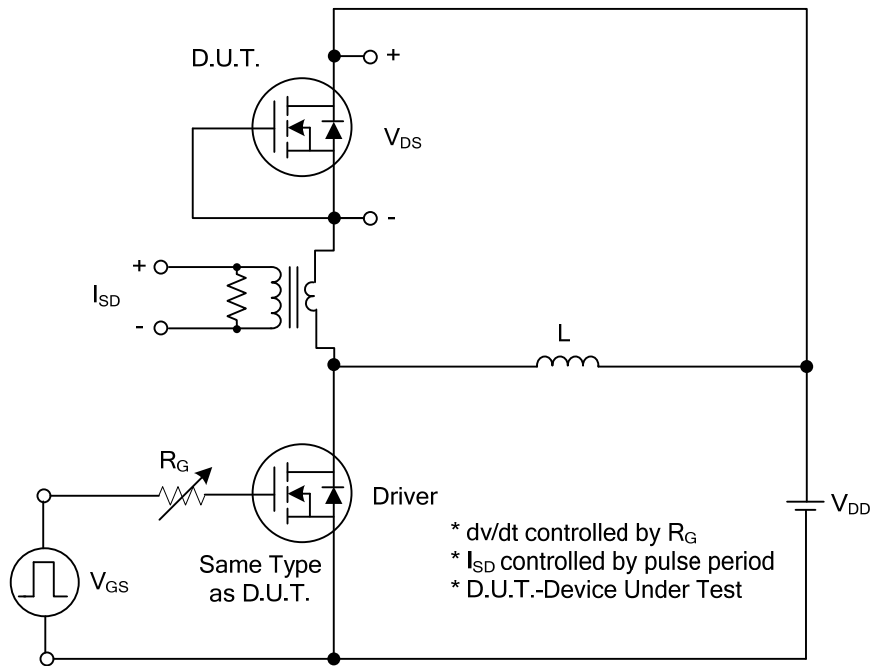 D.U.T.
+
V_DS
-
+
I_SD
-
L
R_G
Driver
V_DD
V_GS
Same Type
as D.U.T.
* dv/dt controlled by R_G
* I_SD controlled by pulse period
* D.U.T.-Device Under Test